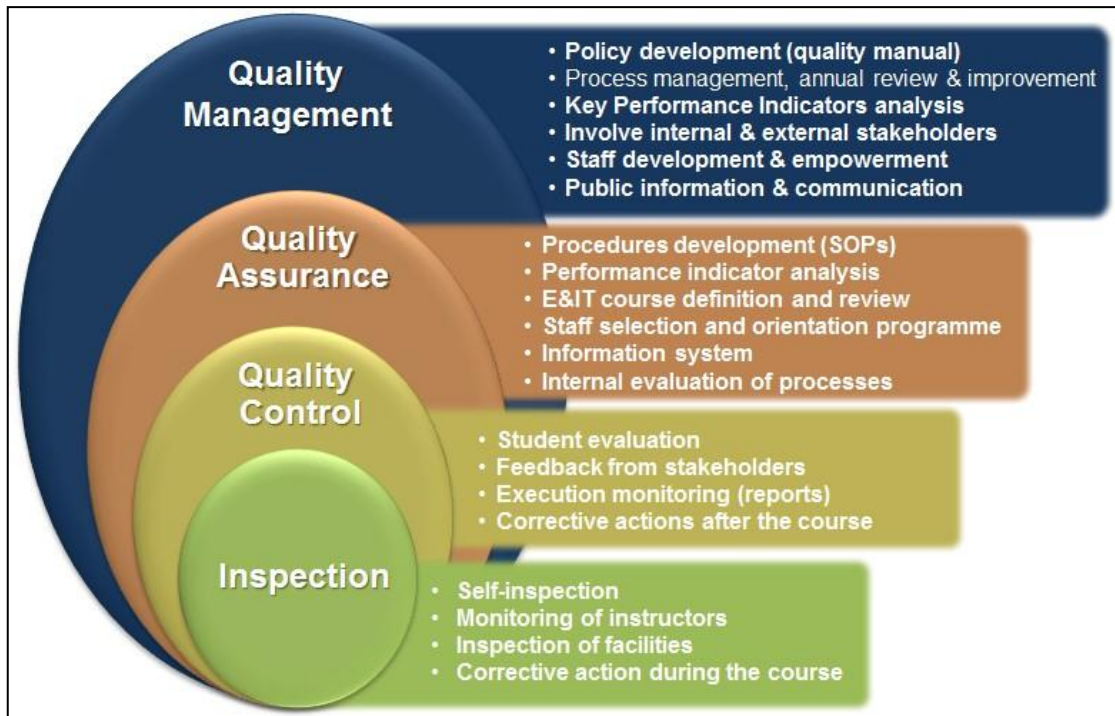 Quality
Management
• Policy development (quality manual)
• Process management, annual review & improvement
• Key Performance Indicators analysis
• Involve internal & external stakeholders
• Staff development & empowerment
• Public information & communication
Quality
Assurance
• Procedures development (SOPs)
• Performance indicator analysis
• E&IT course definition and review
• Staff selection and orientation programme
• Information system
• Internal evaluation of processes
Quality
Control
• Student evaluation
• Feedback from stakeholders
• Execution monitoring (reports)
• Corrective actions after the course
Inspection
• Self-inspection
• Monitoring of instructors
• Inspection of facilities
• Corrective action during the course